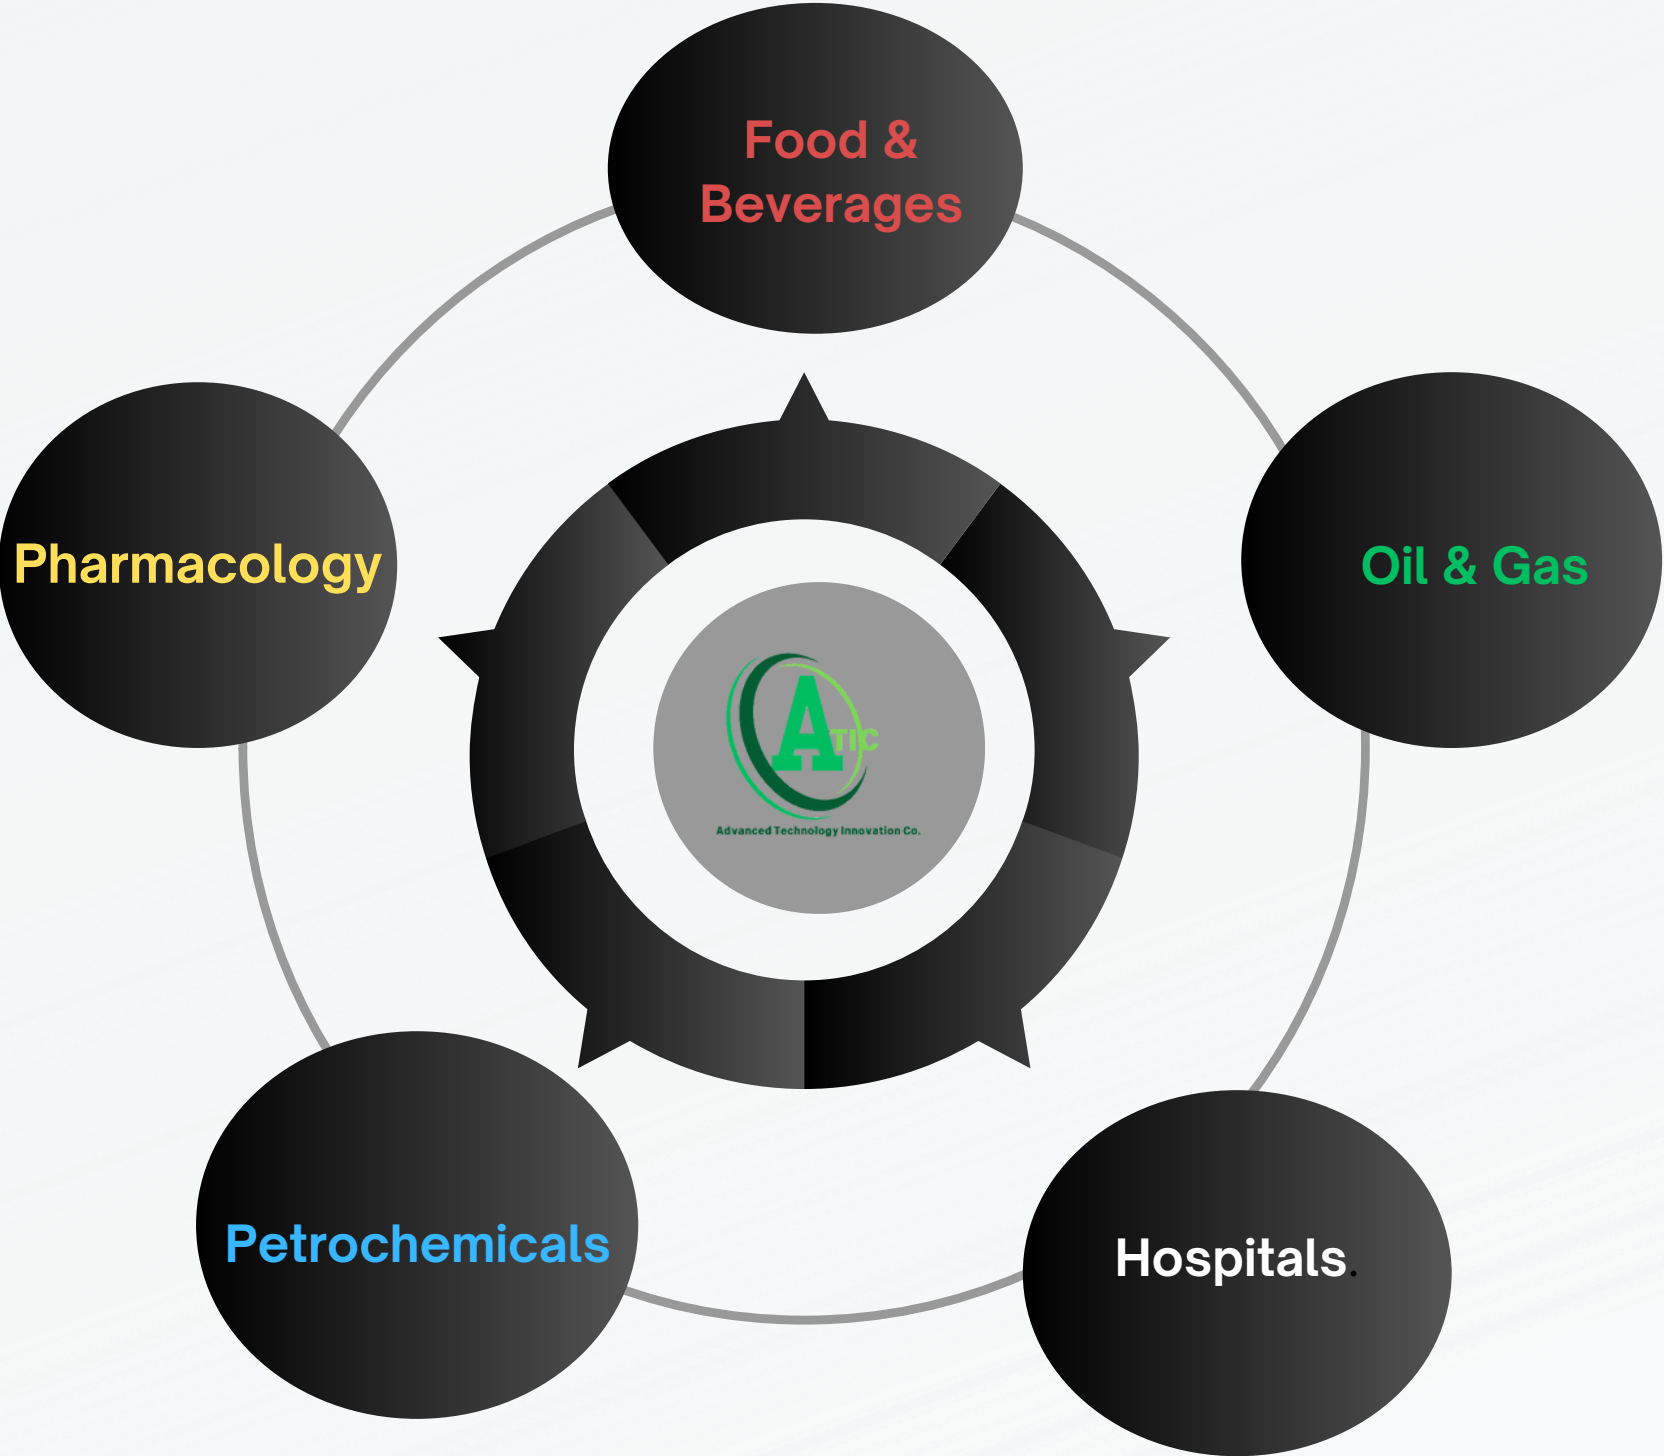 Food &
Beverages
Pharmacology
Oil & Gas
ATIC
Advanced Technology Innovation Co.
Petrochemicals
Hospitals.